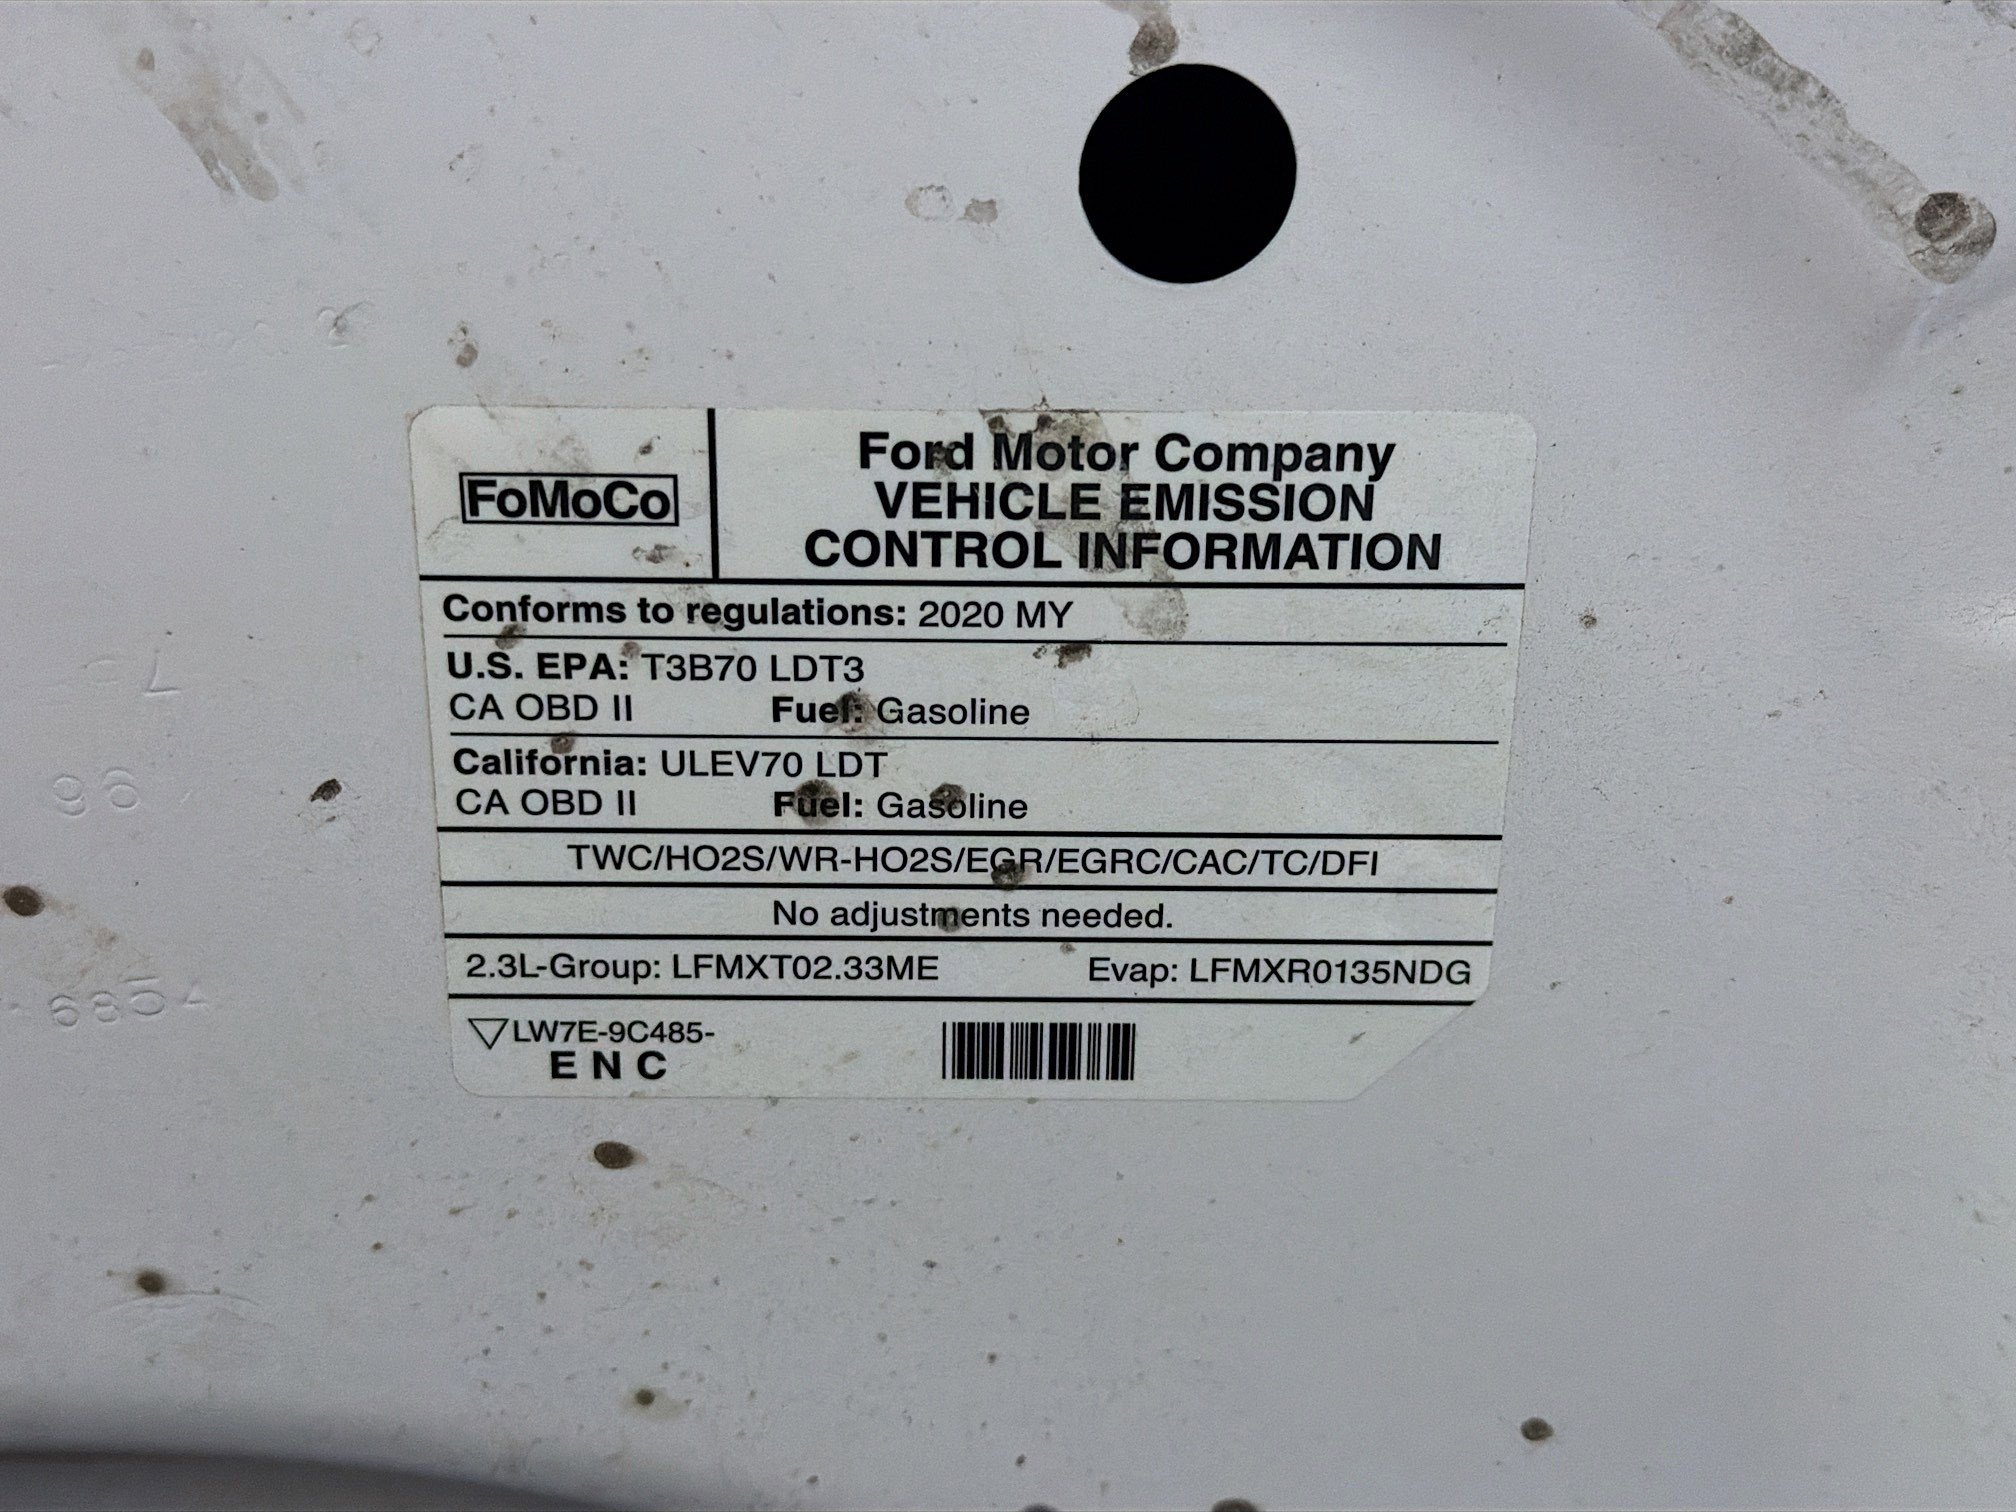 FoMoCo
Ford Motor Company
VEHICLE EMISSION
CONTROL INFORMATION
Conforms to regulations: 2020 MY
U.S. EPA: T3B70 LDT3
CA OBD II Fuel: Gasoline
California: ULEV70 LDT
CA OBD II Fuel: Gasoline
TWC/HO2S/WR-HO2S/EGR/EGRC/CAC/TC/DFI
No adjustments needed.
2.3L-Group: LFMXT02.33ME Evap: LFMXR0135NDG
LW7E-9C485-
E N C